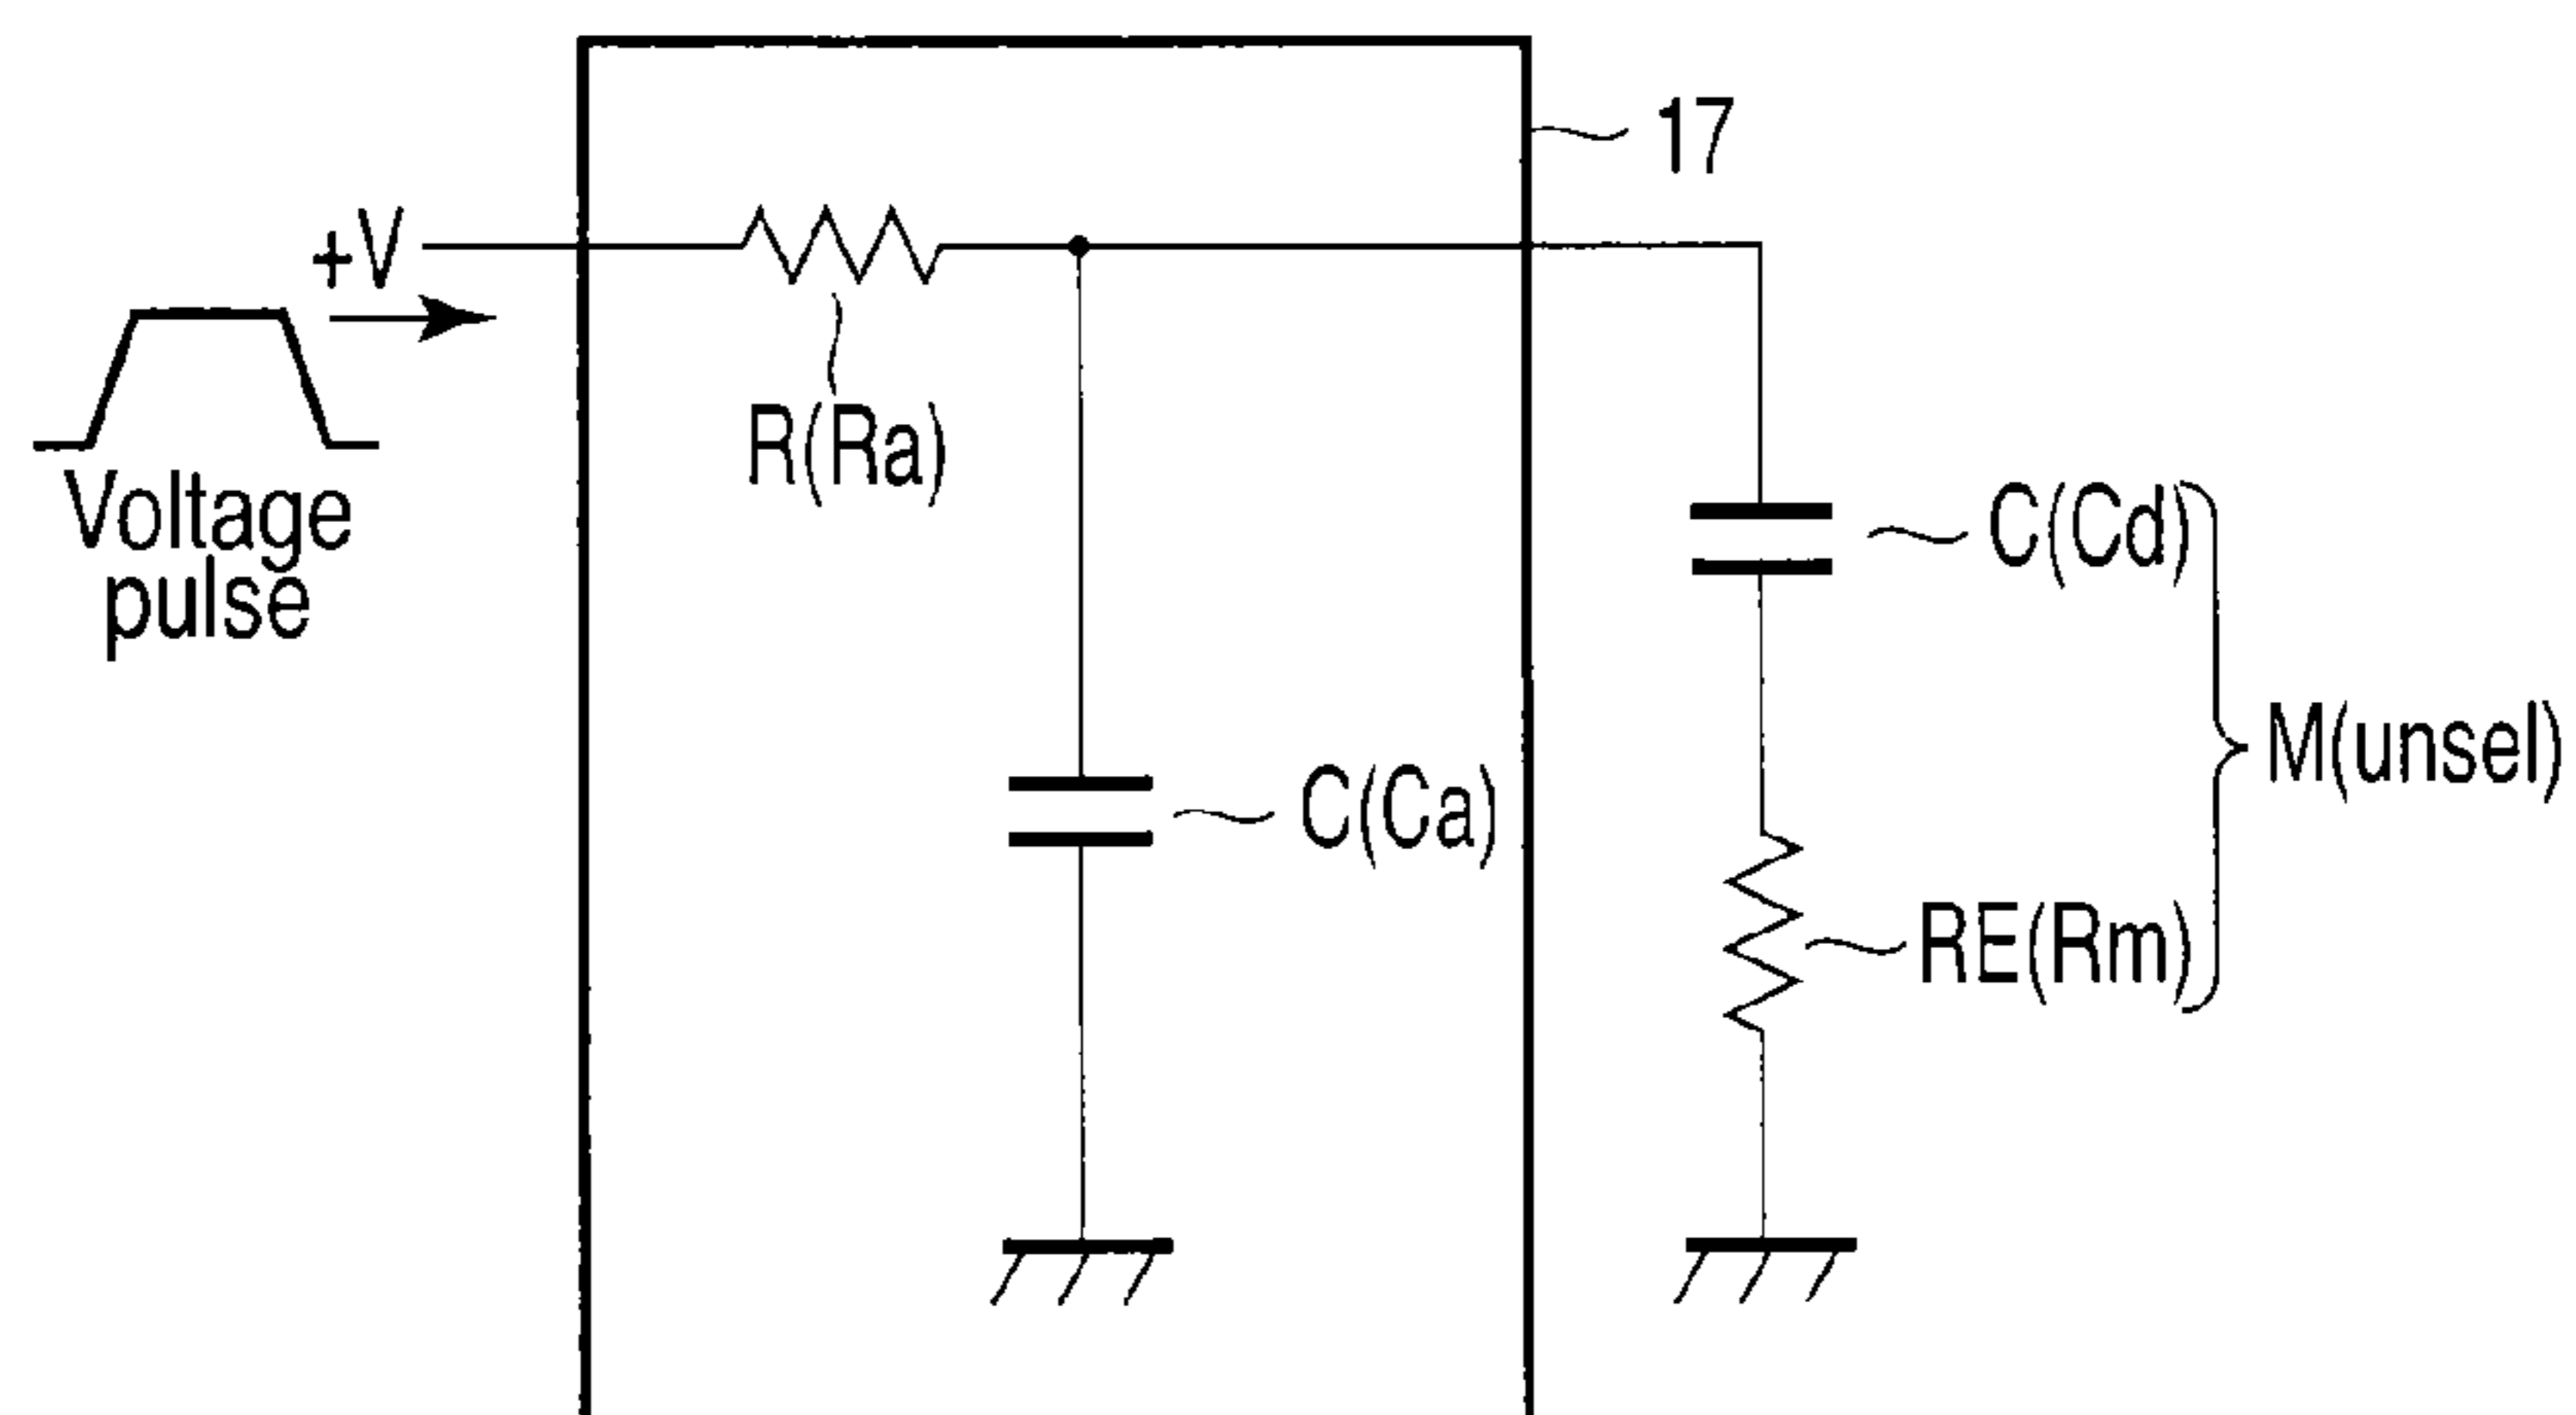 17
+V
R(Ra)
Voltage
pulse
C(Cd)
M(unsel)
C(Ca)
RE(Rm)